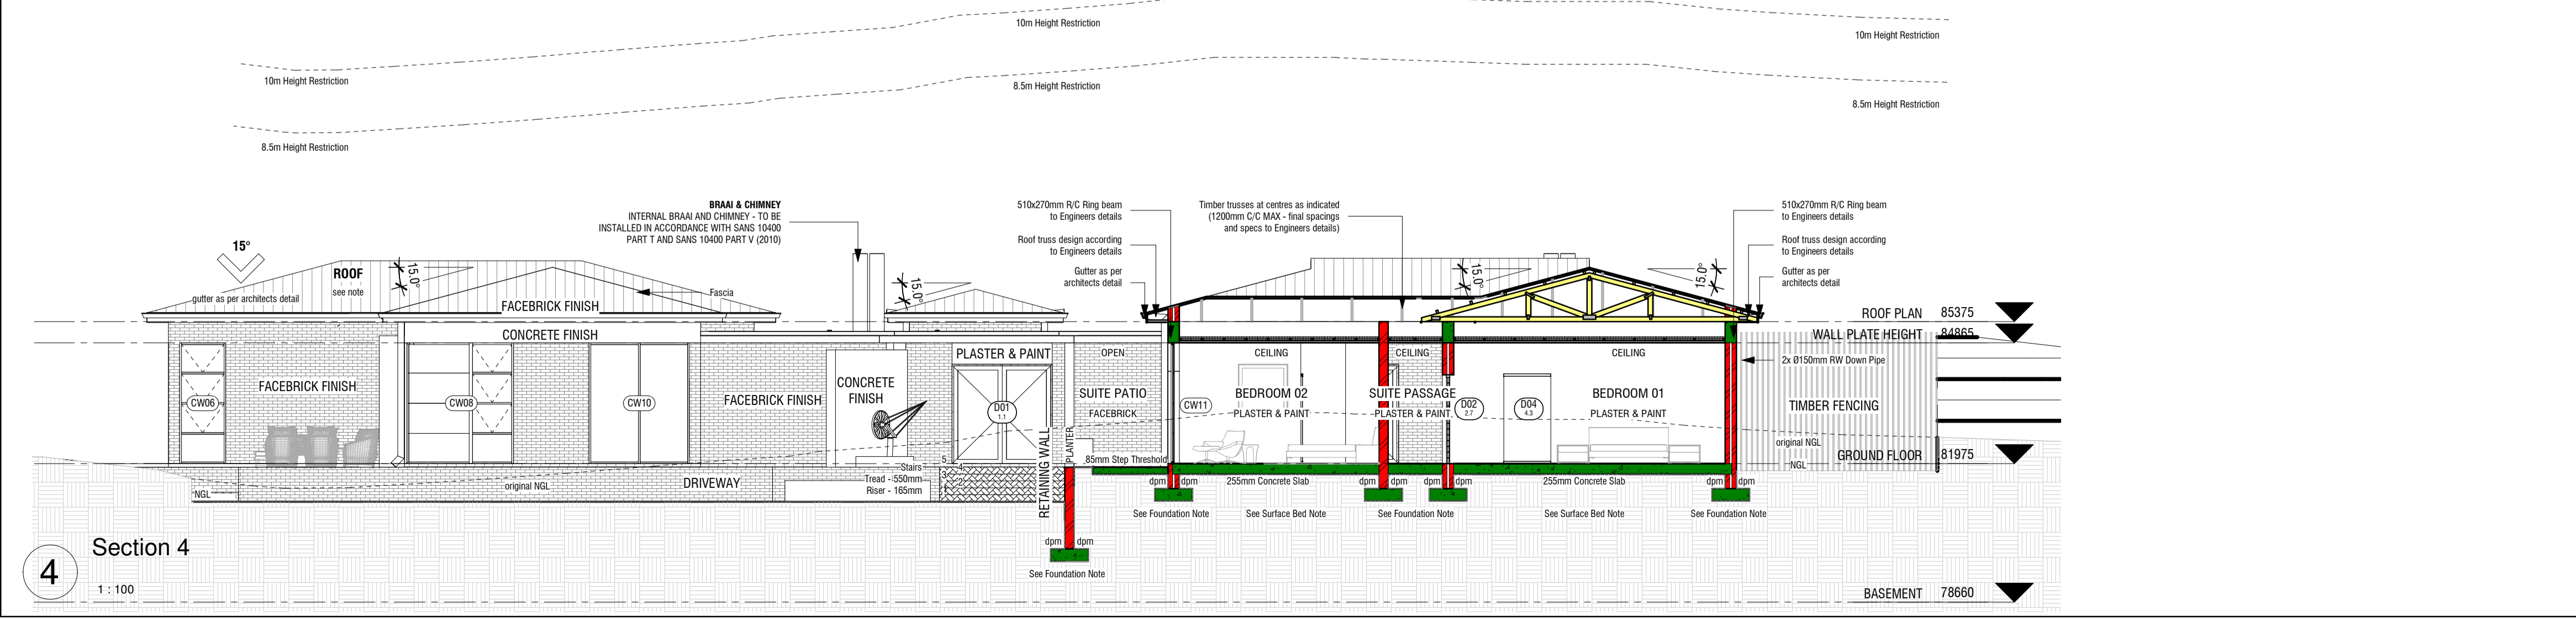 10m Height Restriction
10m Height Restriction
10m Height Restriction
8.5m Height Restriction
8.5m Height Restriction
8.5m Height Restriction
BRAAI & CHIMNEY
INTERNAL BRAAI AND CHIMNEY - TO BE
INSTALLED IN ACCORDANCE WITH SANS 10400
PART T AND SANS 10400 PART V (2010)
510x270mm R/C Ring beam
to Engineers details
Roof truss design according
to Engineers details
Gutter as per
architects detail
Timber trusses at centres as indicated
(1200mm C/C MAX - final spacings
and specs to Engineers details)
510x270mm R/C Ring beam
to Engineers details
Roof truss design according
to Engineers details
Gutter as per
architects detail
15°
ROOF
see note
gutter as per architects detail
15.0°
FACEBRICK FINISH
Fascia
15.0°
15.0°
15.0°
CONCRETE FINISH
ROOF PLAN 85375
WALL PLATE HEIGHT 84865
2x Ø150mm RW Down Pipe
PLASTER & PAINT
OPEN
CEILING
CEILING
CEILING
CW06
FACEBRICK FINISH
CW08
CW10
FACEBRICK FINISH
CONCRETE
FINISH
D01
1.1
SUITE PATIO
FACEBRICK
CW11
BEDROOM 02
PLASTER & PAINT
SUITE PASSAGE
PLASTER & PAINT
D02
2.7
D04
4.3
BEDROOM 01
PLASTER & PAINT
TIMBER FENCING
original NGL
NGL
GROUND FLOOR 81975
RETAINING WALL
PLANTER
85mm Step Threshold
NGL
original NGL
DRIVEWAY
Stairs
Tread - 550mm
Riser - 165mm
5
4
2
dpm dpm
255mm Concrete Slab
dpm dpm
dpm dpm
255mm Concrete Slab
dpm dpm
See Foundation Note
See Surface Bed Note
See Foundation Note
See Surface Bed Note
See Foundation Note
dpm dpm
See Foundation Note
4
Section 4
1 : 100
BASEMENT 78660